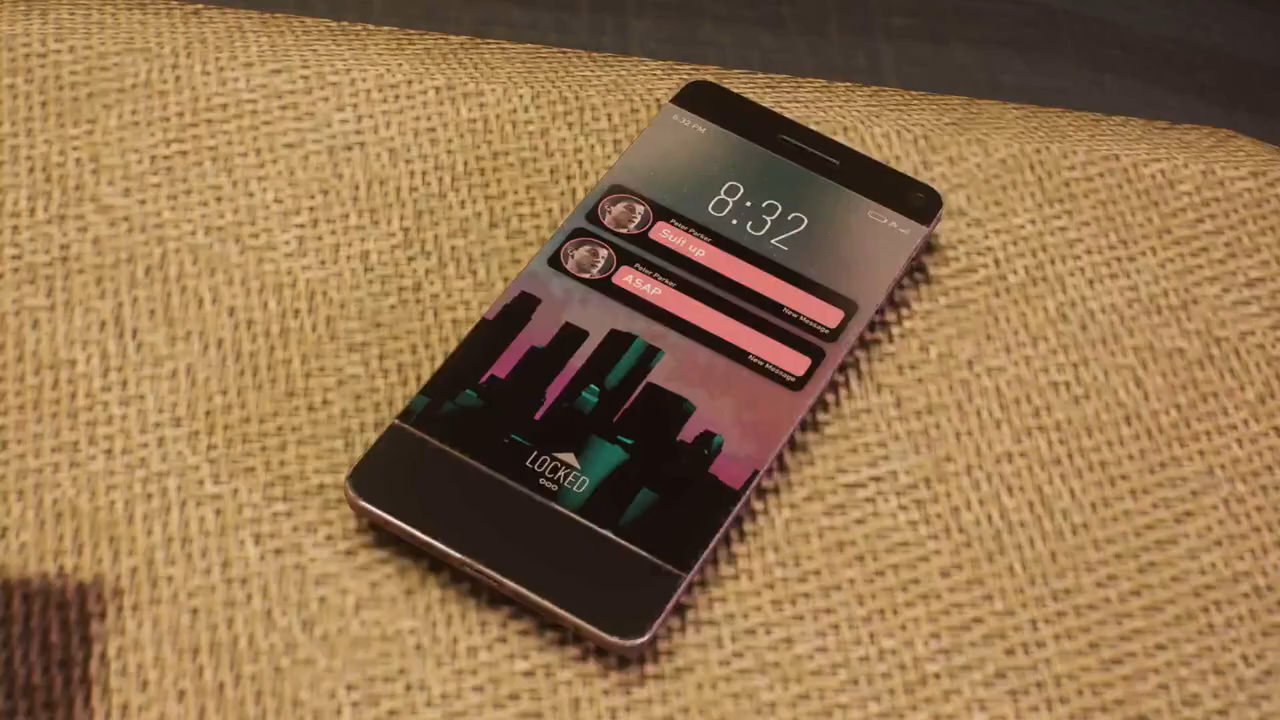 8:32 PM
8:32
Peter Parker
Suit up
New Message
Peter Parker
ASAP
New Message
LOCKED